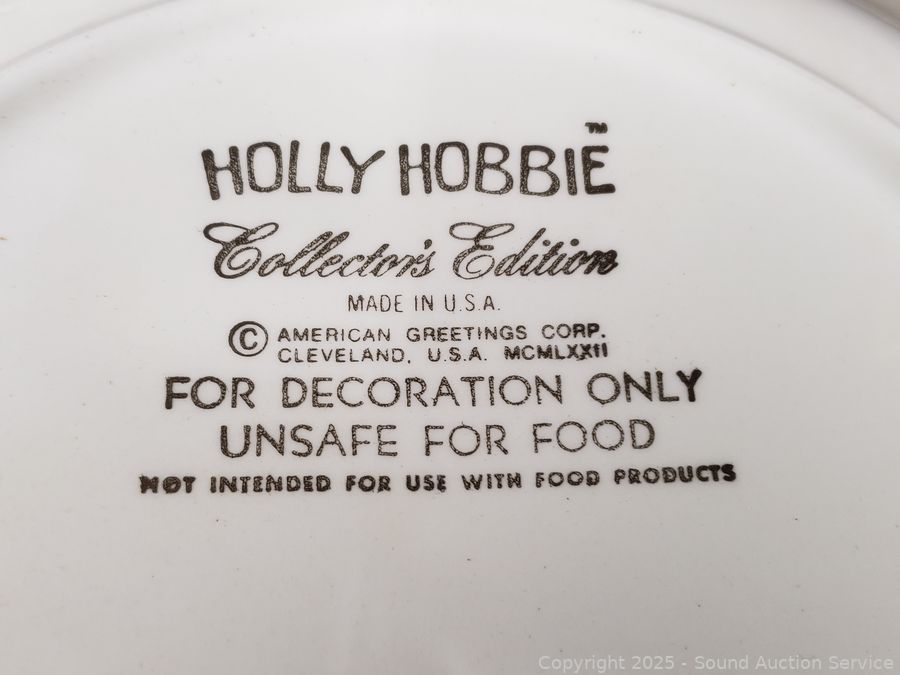 HOLLY HOBBIE™
Collector's Edition
MADE IN U.S.A.
© AMERICAN GREETINGS CORP.
CLEVELAND, U.S.A. MCMLXXII
FOR DECORATION ONLY
UNSAFE FOR FOOD
NOT INTENDED FOR USE WITH FOOD PRODUCTS
Copyright 2025 - Sound Auction Service